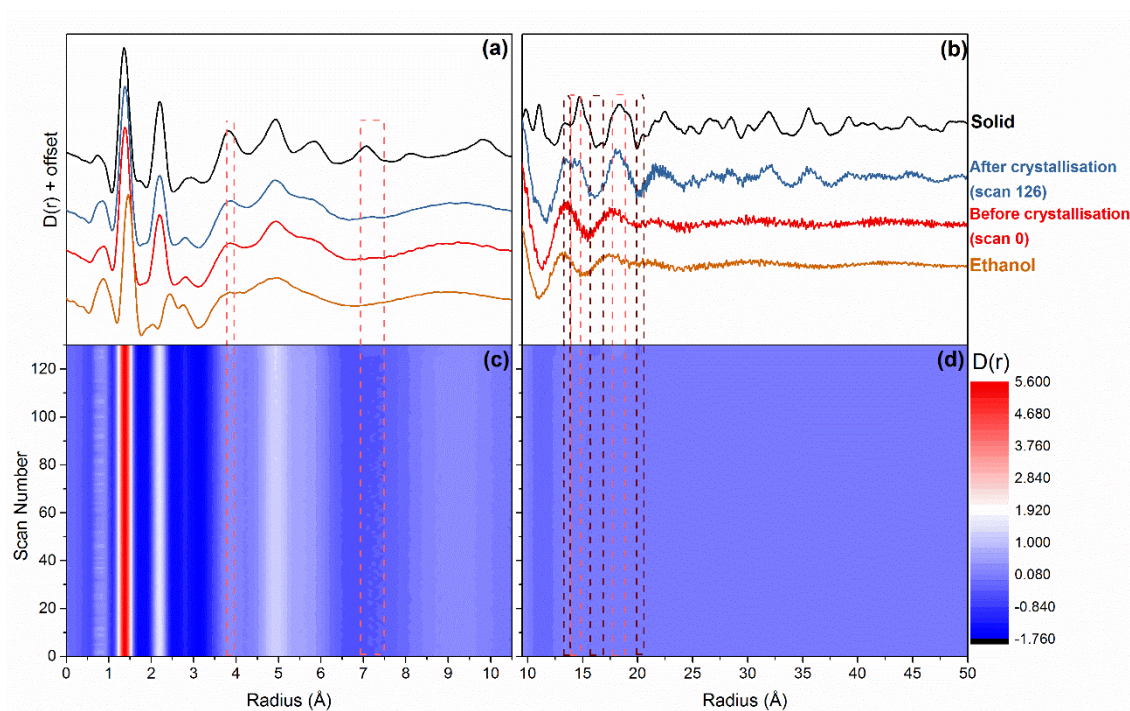 (a)
(b)
D(r) + offset
Solid
After crystallisation
(scan 126)
Before crystallisation
(scan 0)
Ethanol
(c)
(d)
D(r)
120
100
80
60
40
20
0
Scan Number
5.600
4.680
3.760
2.840
1.920
1.000
0.080
-0.840
-1.760
0 1 2 3 4 5 6 7 8 9 10
10 15 20 25 30 35 40 45 50
Radius (Å)
Radius (Å)